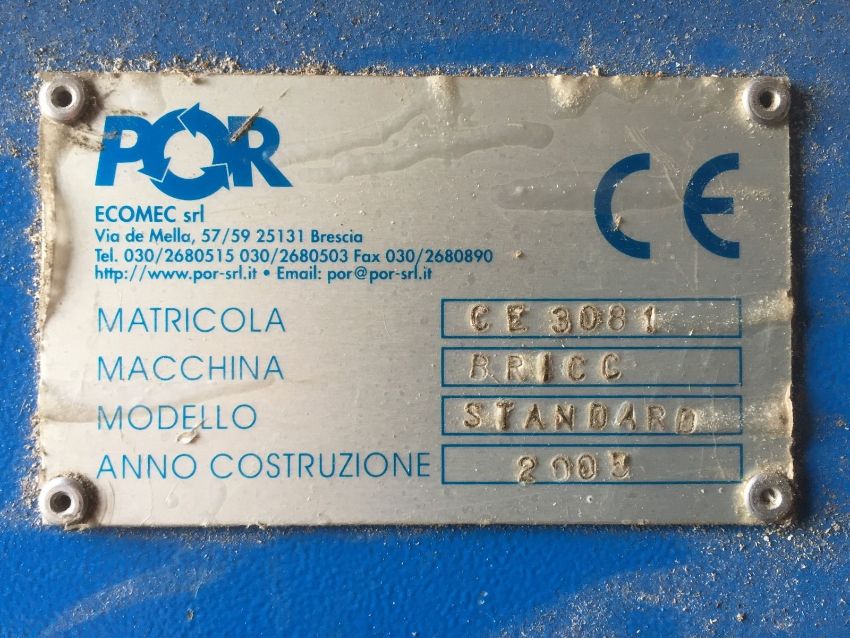 POR
ECOMEC srl
Via de Mella, 57/59 25131 Brescia
Tel. 030/2680515 030/2680503 Fax 030/2680890
http://www.por-srl.it • Email: por@por-srl.it
CE
MATRICOLA CE 3081
MACCHINA BRICC
MODELLO STANDARD
ANNO COSTRUZIONE